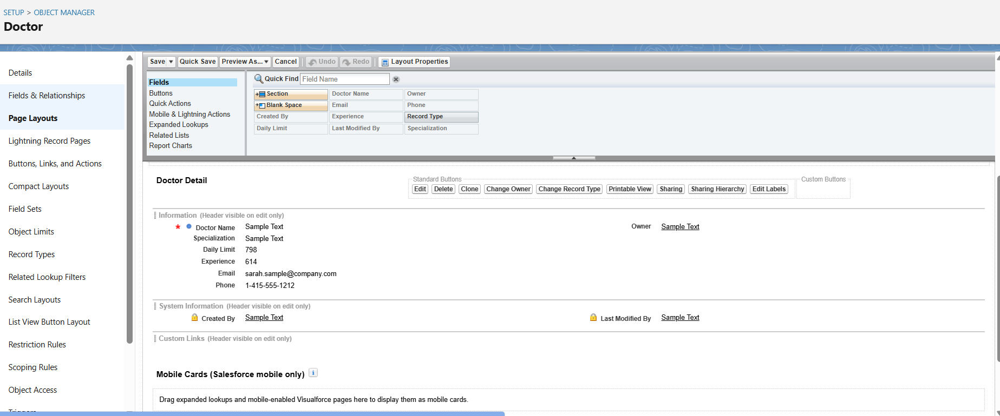 SETUP > OBJECT MANAGER
Doctor
Details
Fields & Relationships
Page Layouts
Lightning Record Pages
Buttons, Links, and Actions
Compact Layouts
Field Sets
Object Limits
Record Types
Related Lookup Filters
Search Layouts
List View Button Layout
Restriction Rules
Scoping Rules
Object Access
Triggers
Save Quick Save Preview As... Cancel Undo Redo Layout Properties
Fields
Buttons
Quick Actions
Mobile & Lightning Actions
Expanded Lookups
Related Lists
Report Charts
Quick Find Field Name
Section Doctor Name Owner
Blank Space Email Phone
Created By Experience Record Type
Daily Limit Last Modified By Specialization
Doctor Detail
Standard Buttons
Edit Delete Clone Change Owner Change Record Type Printable View Sharing Sharing Hierarchy Edit Labels
Custom Buttons
Information (Header visible on edit only)
* Doctor Name Sample Text Owner Sample Text
Specialization Sample Text
Daily Limit 798
Experience 614
Email sarah.sample@company.com
Phone 1-415-555-1212
System Information (Header visible on edit only)
Created By Sample Text Last Modified By Sample Text
Custom Links (Header visible on edit only)
Mobile Cards (Salesforce mobile only) i
Drag expanded lookups and mobile-enabled Visualforce pages here to display them as mobile cards.